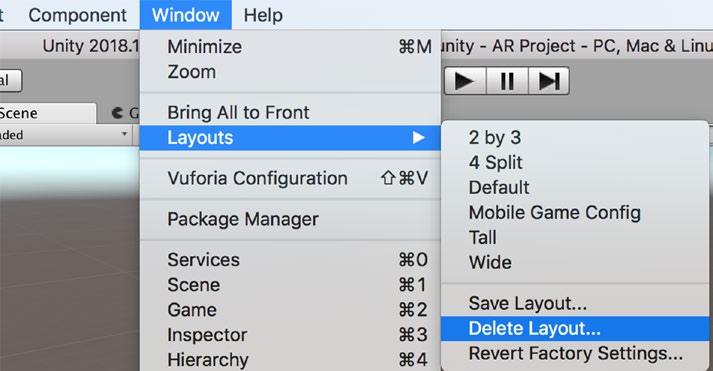 t Component Window Help
Unity 2018.1
unity - AR Project - PC, Mac & Linu
al
Scene
G
ded
Minimize ⌘M
Zoom
Bring All to Front
Layouts ▶
Vuforia Configuration ⇧⌘V
Package Manager
Services ⌘0
Scene ⌘1
Game ⌘2
Inspector ⌘3
Hierarchy ⌘4
2 by 3
4 Split
Default
Mobile Game Config
Tall
Wide
Save Layout...
Delete Layout...
Revert Factory Settings...